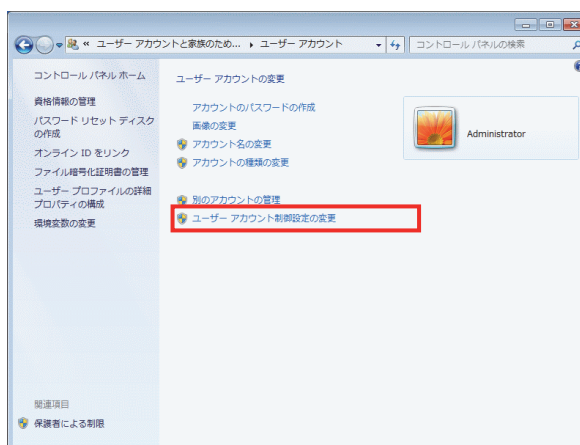 « ユーザー アカウントと家族のため... ▸ ユーザー アカウント
コントロール パネルの検索
コントロール パネル ホーム
資格情報の管理
パスワード リセット ディスク
の作成
オンライン ID をリンク
ファイル暗号化証明書の管理
ユーザー プロファイルの詳細
プロパティの構成
環境変数の変更
ユーザー アカウントの変更
アカウントのパスワードの作成
画像の変更
アカウント名の変更
アカウントの種類の変更
別のアカウントの管理
ユーザー アカウント制御設定の変更
Administrator
関連項目
保護者による制限